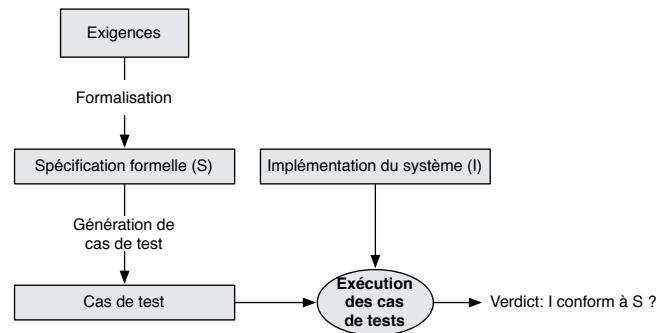 Exigences
Formalisation
Spécification formelle (S)
Implémentation du système (I)
Génération de
cas de test
Cas de test
Exécution
des cas
de tests
Verdict: I conform à S ?